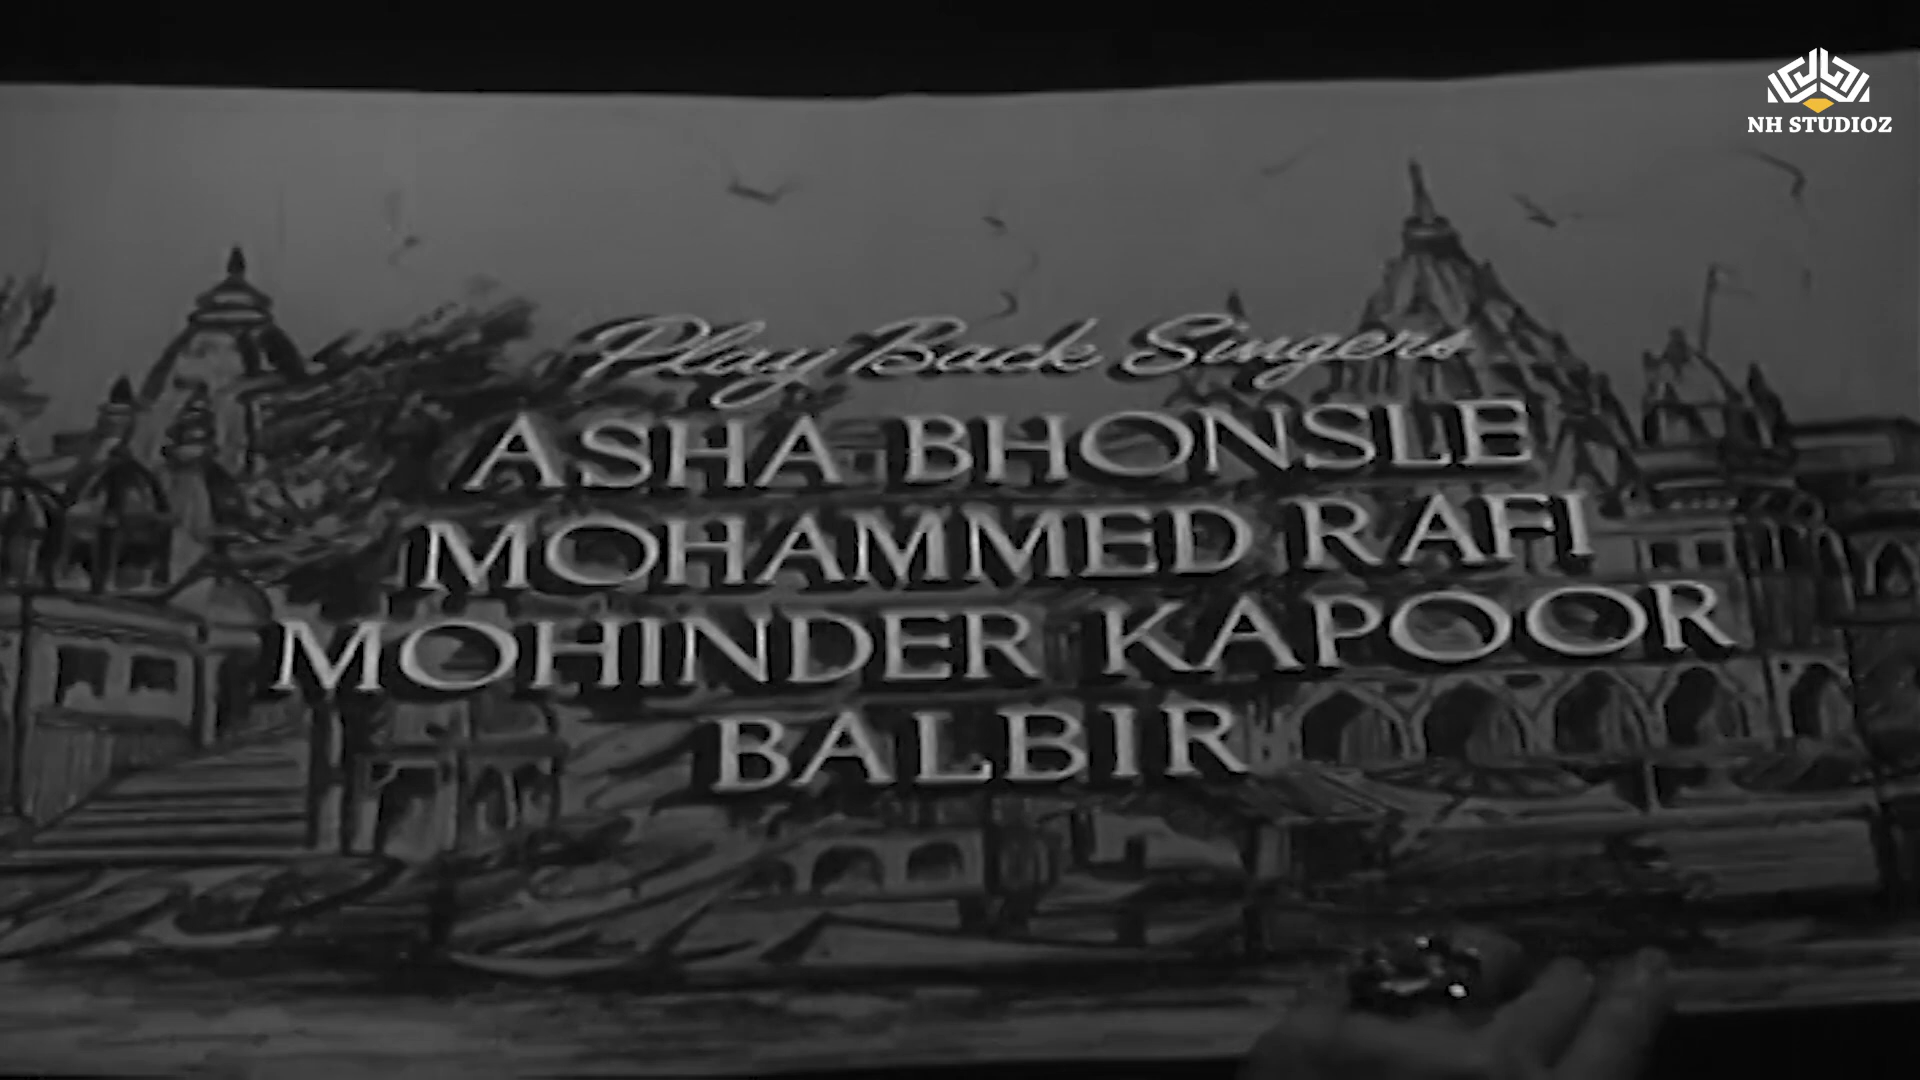 NH STUDIOZ
Play Back Singers
ASHA BHONSLE
MOHAMMED RAFI
MOHINDER KAPOOR
BALBIR